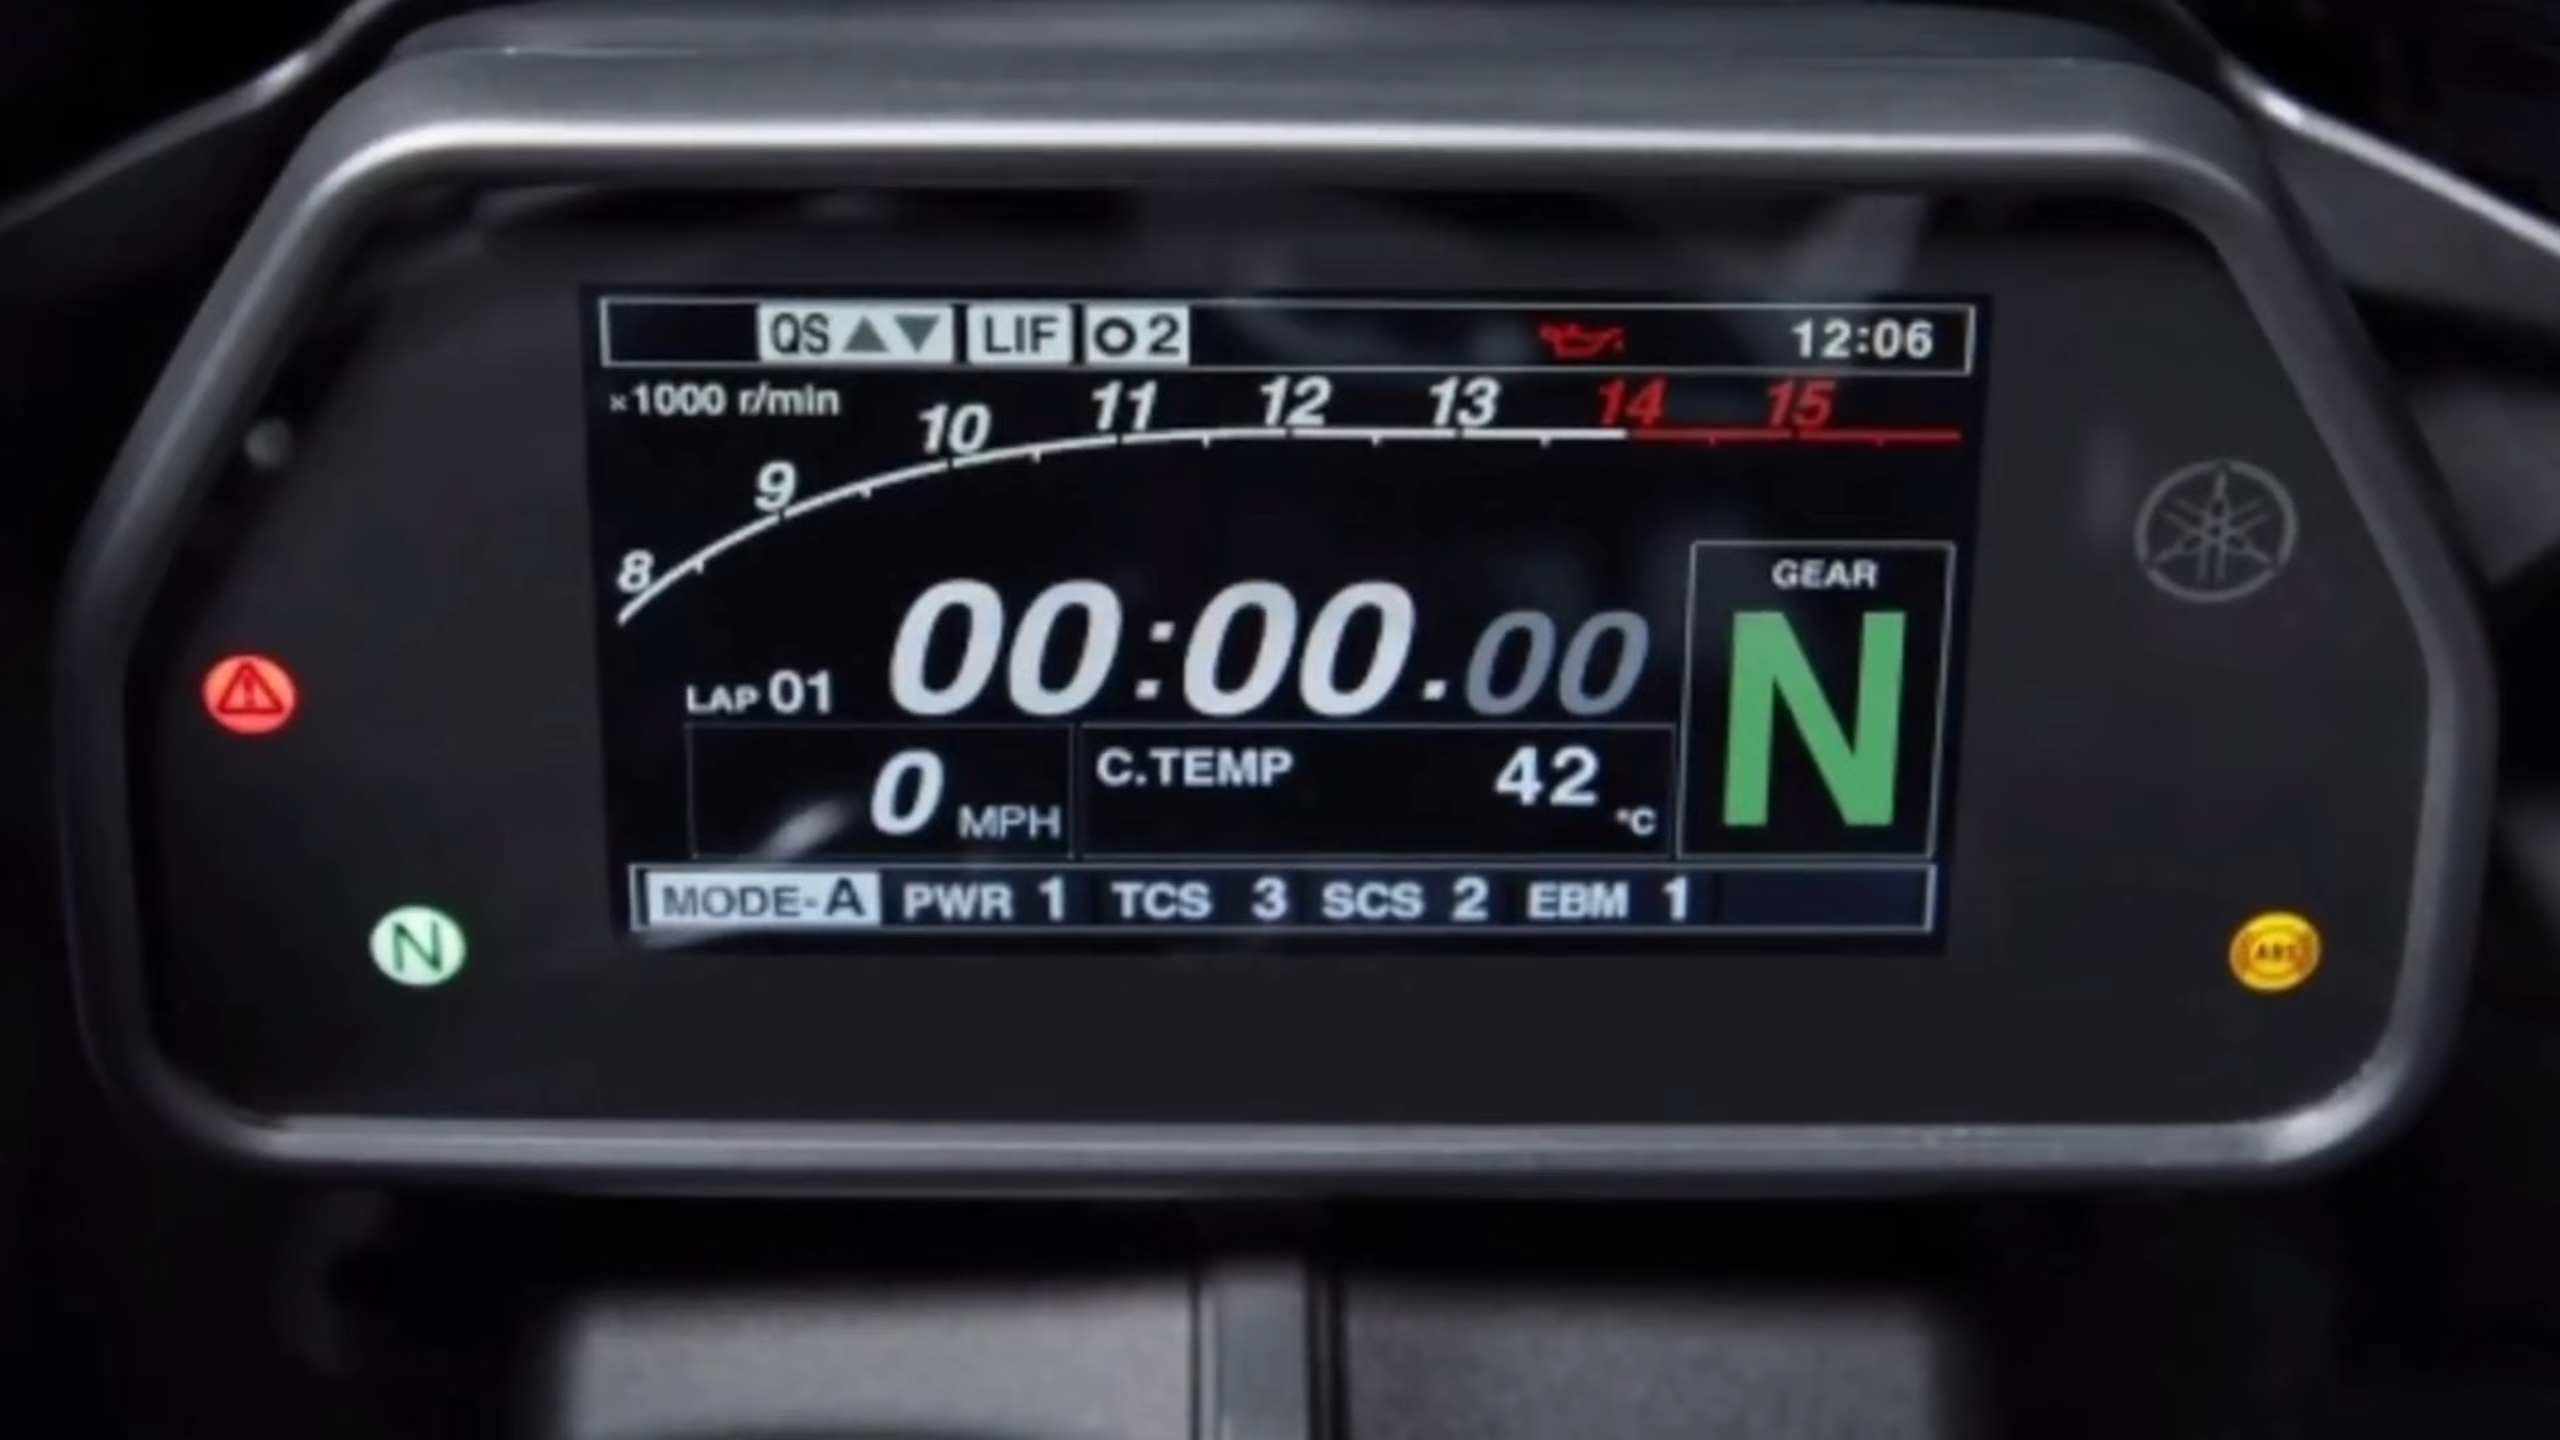 QS▲▼ LIF 2 12:06
×1000 r/min
8 9 10 11 12 13 14 15
GEAR
N
LAP 01 00:00.00
0 MPH C.TEMP 42 °C
MODE-A PWR 1 TCS 3 SCS 2 EBM 1
N
ABS